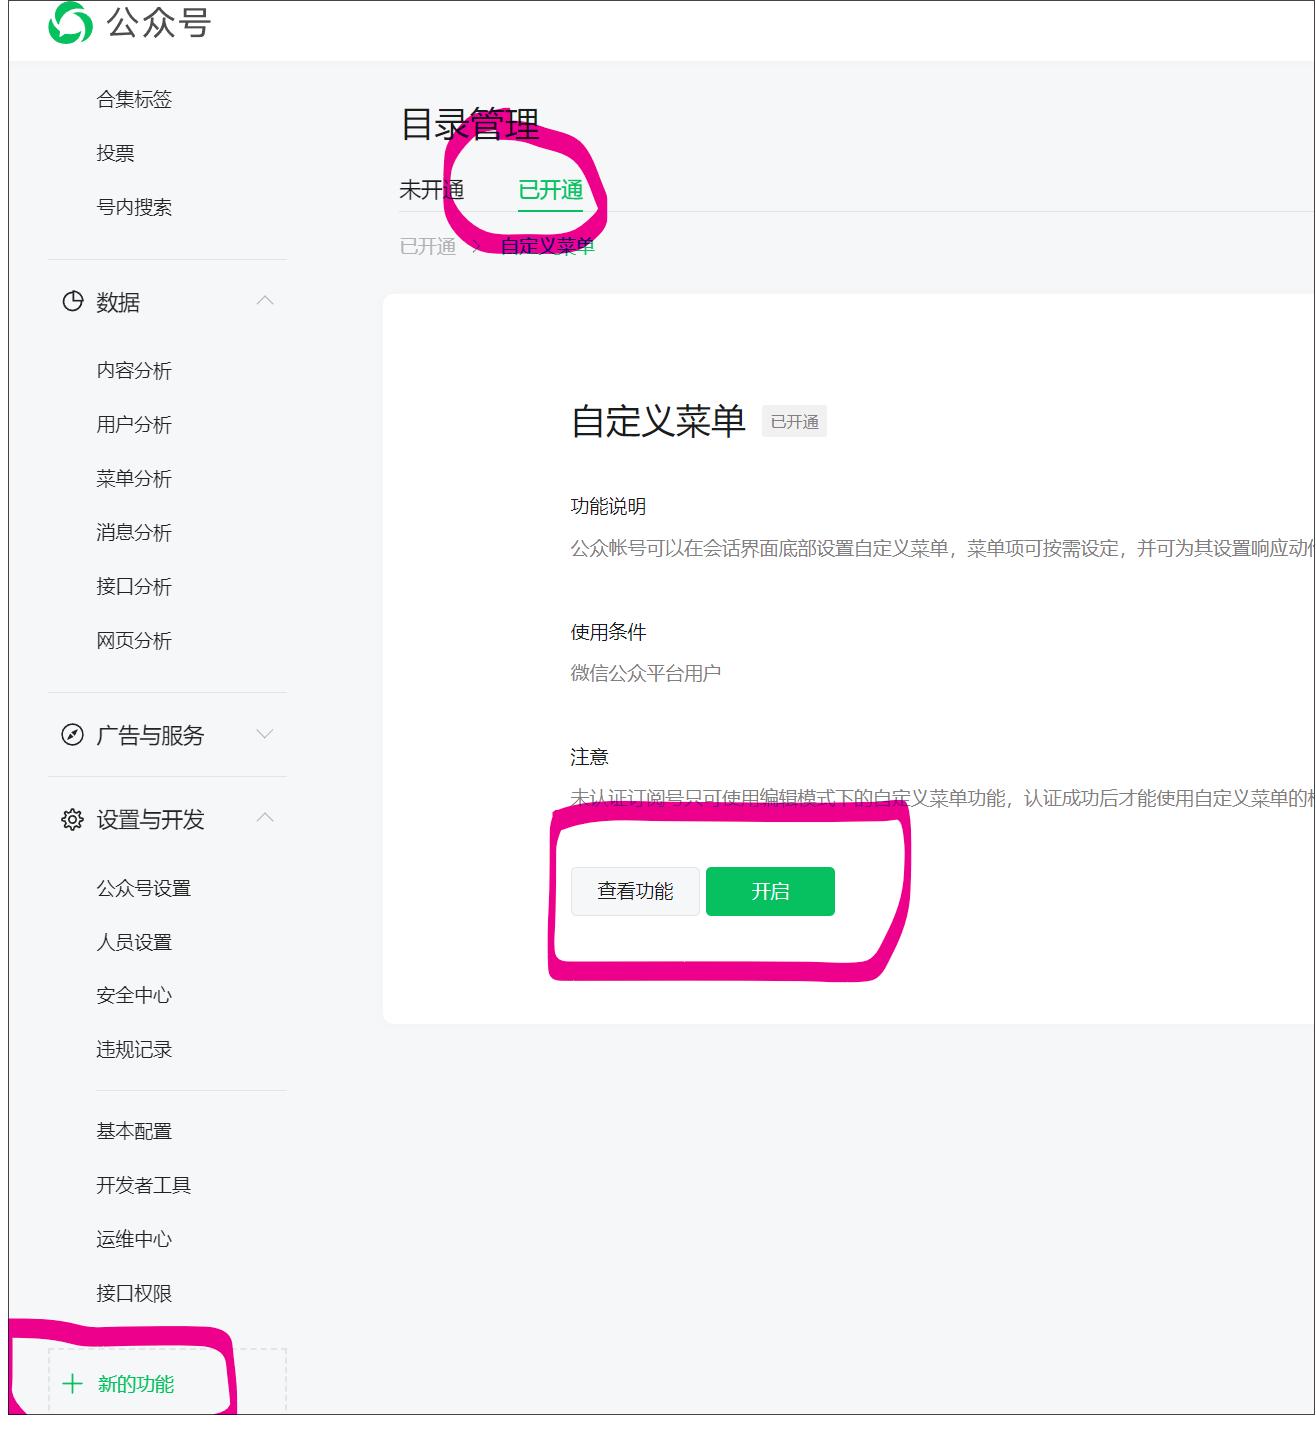 公众号
合集标签
投票
号内搜索
数据
内容分析
用户分析
菜单分析
消息分析
接口分析
网页分析
广告与服务
设置与开发
公众号设置
人员设置
安全中心
违规记录
基本配置
开发者工具
运维中心
接口权限
新的功能
目录管理
未开通 已开通
已开通 > 自定义菜单
自定义菜单 已开通
功能说明
公众帐号可以在会话界面底部设置自定义菜单，菜单项可按需设定，并可为其设置响应动
使用条件
微信公众平台用户
注意
未认证订阅号只可使用编辑模式下的自定义菜单功能，认证成功后才能使用自定义菜单的
查看功能 开启